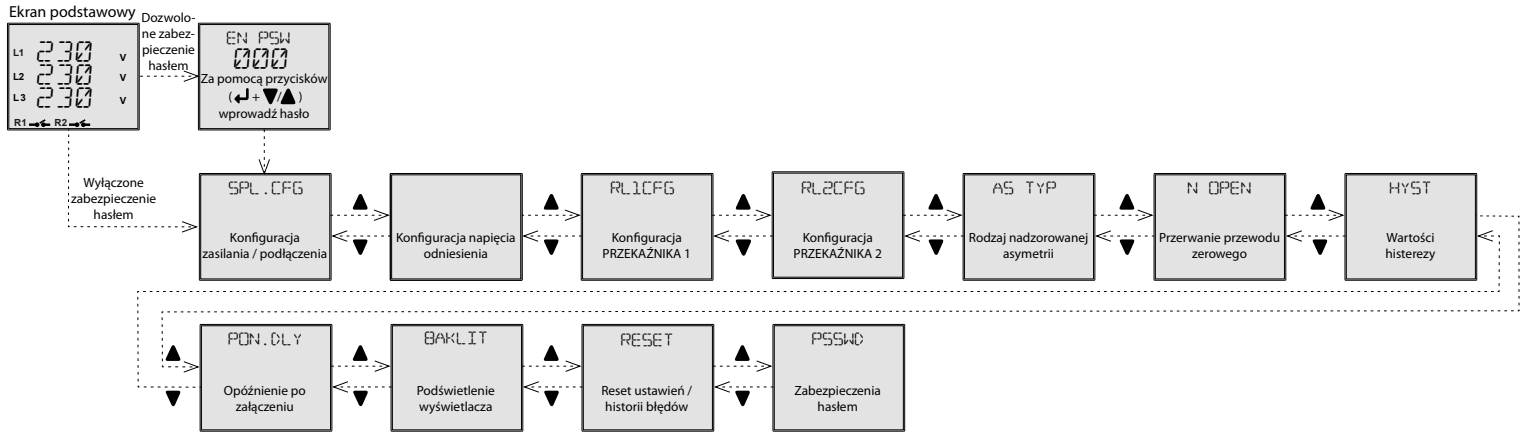 Ekran podstawowy
L1 230 V
L2 230 V
L3 230 V
R1 R2
Dozwolo-
ne zabez-
pieczenie
hasłem
EN PSW
000
Za pomocą przycisków
(↵ + ▼/▲)
wprowadź hasło
Wyłączone
zabezpieczenie
hasłem
SPL.CFG
Konfiguracja
zasilania / podłączenia
▲
▼
Konfiguracja napięcia
odniesienia
▲
▼
RL1CFG
Konfiguracja
PRZEKAŹNIKA 1
▲
▼
RL2CFG
Konfiguracja
PRZEKAŹNIKA 2
▲
▼
AS TYP
Rodzaj nadzorowanej
asymetrii
▲
▼
N OPEN
Przerwanie przewodu
zerowego
▲
▼
HYST
Wartości
histerezy
▲
▼
PON.DLY
Opóźnienie po
załączeniu
▲
▼
BAKLIT
Podświetlenie
wyświetlacza
▲
▼
RESET
Reset ustawień /
historii błędów
▲
▼
PSSWD
Zabezpieczenia
hasłem